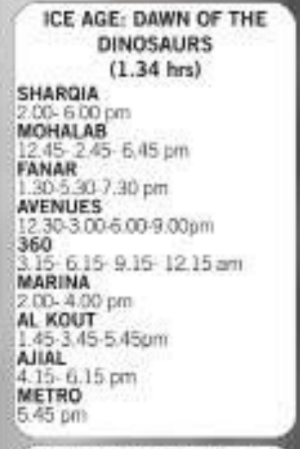 ICE AGE: DAWN OF THE
DINOSAURS
(1.34 hrs)
SHARQIA
2.00- 6.00 pm
MOHALAB
12.45- 2.45- 6.45 pm
FANAR
1.30-5.30-7.30 pm
AVENUES
12.30-3.00-6.00-9.00pm
360
3.15- 6.15- 9.15- 12.15 am
MARINA
2.00- 4.00 pm
AL KOUT
1.45-3.45-5.45pm
AJIAL
4.15- 6.15 pm
METRO
5.45 pm